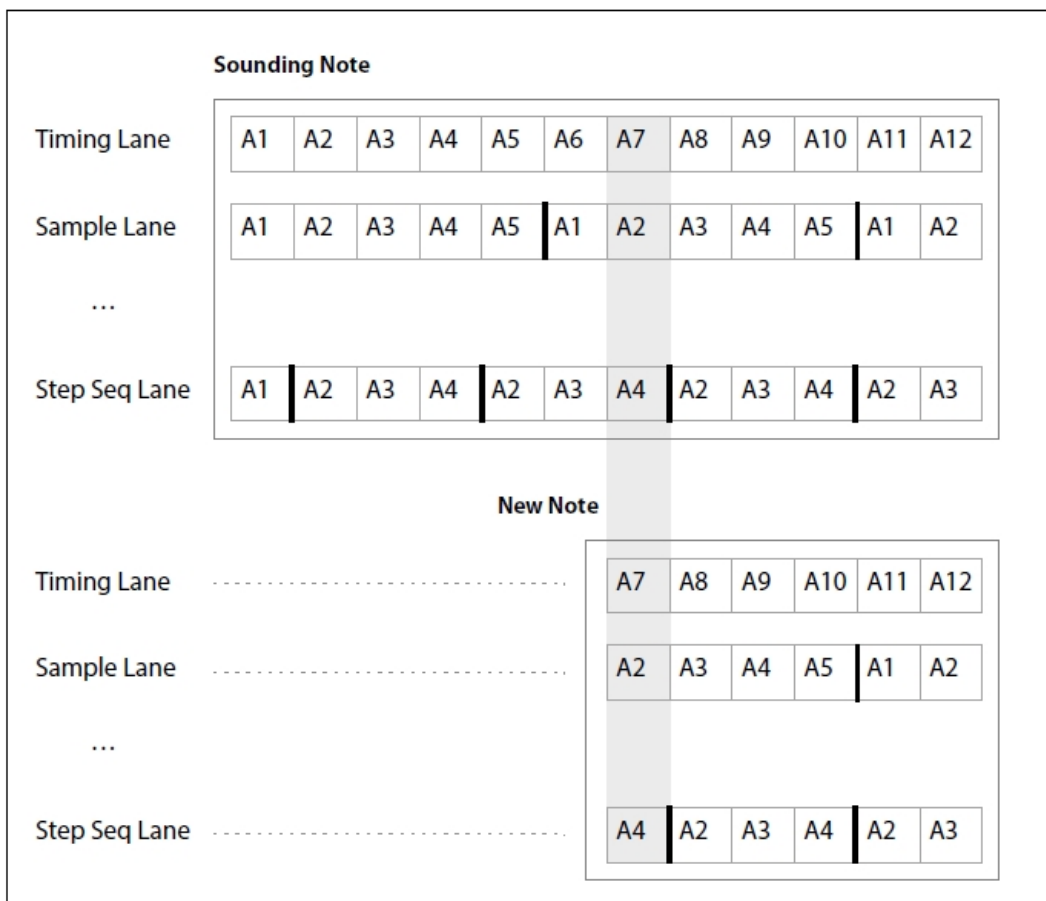 Sounding Note
Timing Lane A1 A2 A3 A4 A5 A6 A7 A8 A9 A10 A11 A12
Sample Lane A1 A2 A3 A4 A5 A1 A2 A3 A4 A5 A1 A2
...
Step Seq Lane A1 A2 A3 A4 A2 A3 A4 A2 A3 A4 A2 A3
New Note
Timing Lane A7 A8 A9 A10 A11 A12
Sample Lane A2 A3 A4 A5 A1 A2
...
Step Seq Lane A4 A2 A3 A4 A2 A3